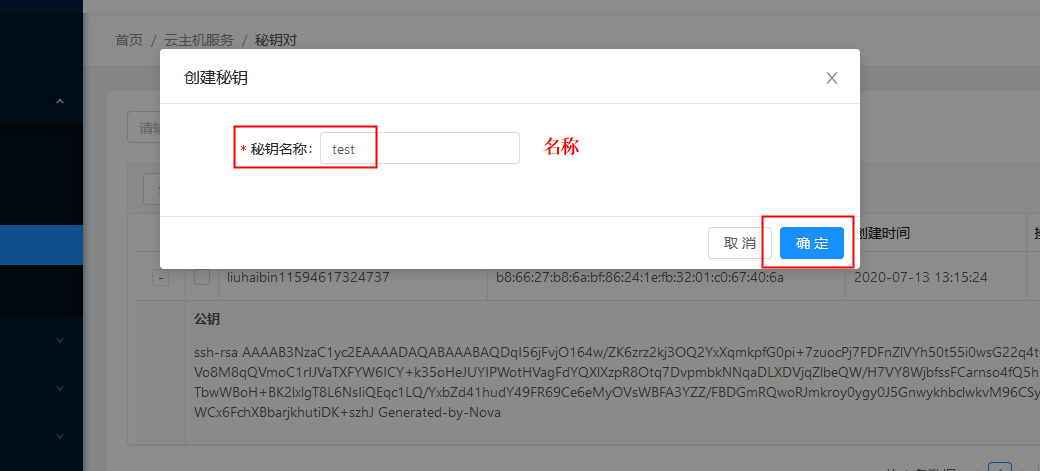 首页 / 云主机服务 / 秘钥对
创建秘钥
* 秘钥名称: test
名称
取 消 确 定
创建时间
- liuhaibin11594617324737 b8:66:27:b8:6a:bf:86:24:1e:fb:32:01:c0:67:40:6a 2020-07-13 13:15:24
公钥
ssh-rsa AAAAB3NzaC1yc2EAAAADAQABAAABAQDqI56jFvjO164w/ZK6zrz2kj3OQ2YxXqmkpfG0pi+7zuocPj7FDFnZlVYh50t55i0wsG22q4t
Vo8M8qQVmoC1rIJVaTXFYW6ICY+k35oHeJUYIPWotHVagFdYQXlXzpR8Otq7DvpmbkNNqaDLXDVjqZlbeQW/H7VY8WjbfssFCarnso4fQ5h
TbwWBoH+BK2lxlgT8L6NsIiQEqc1LQ/YxbZd41hudY49FR69Ce6eMyOVsWBFA3YZZ/FBDGmRQwoRJmkroy0ygy0J5GnwykhbclwkvM96CSy
WCx6FchXBbarjkhutiDK+szhJ Generated-by-Nova